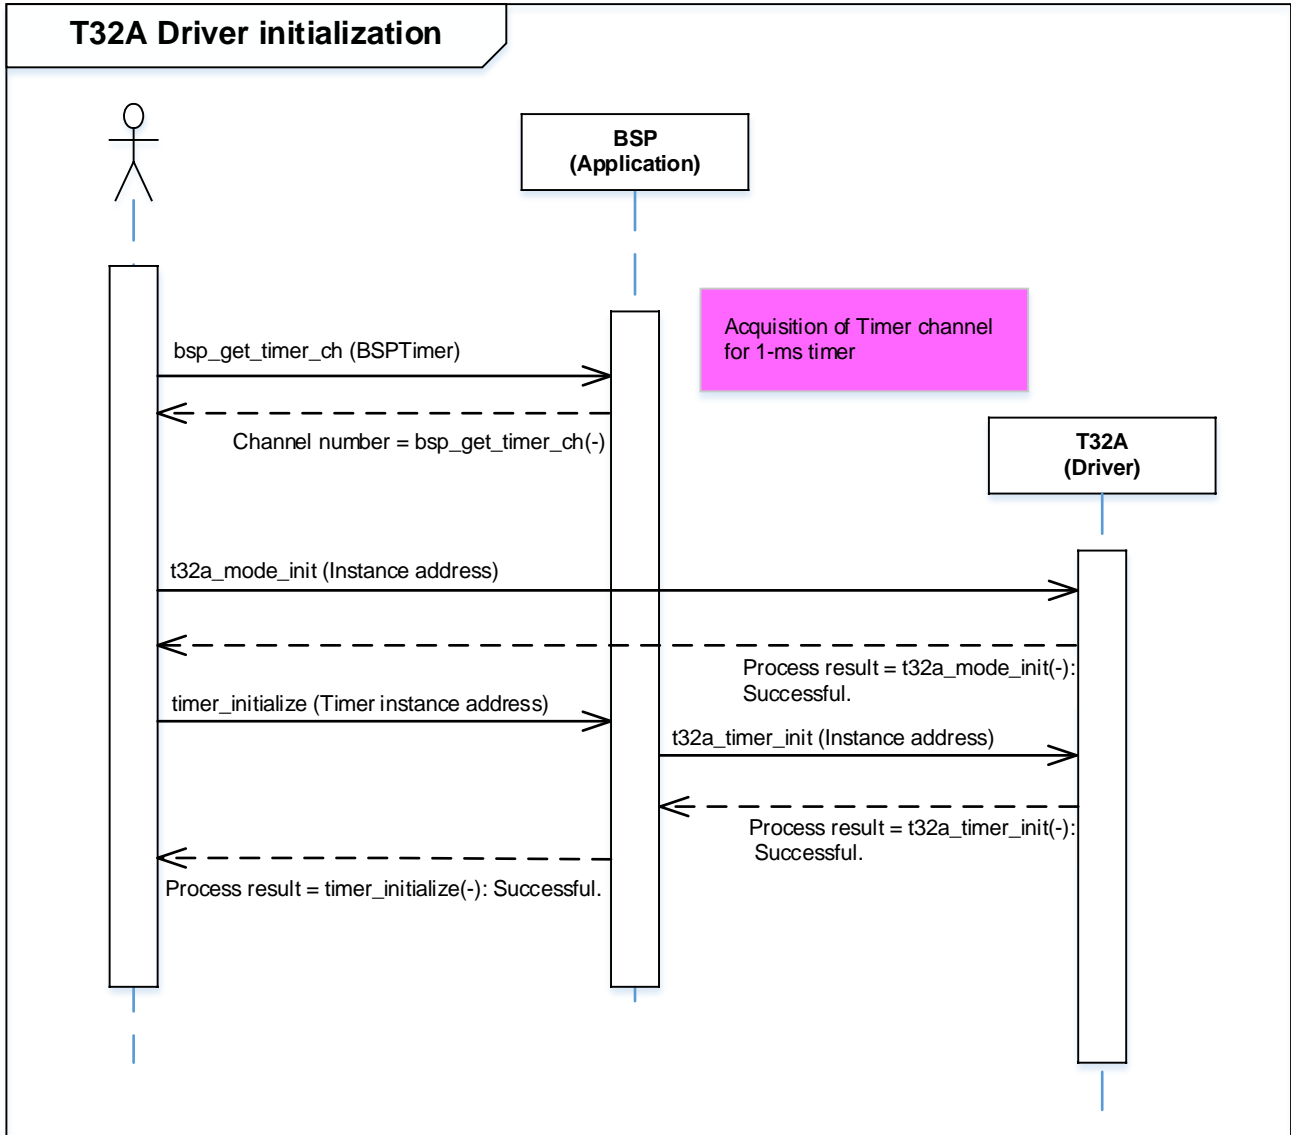 T32A Driver initialization
BSP
(Application)
Acquisition of Timer channel
for 1-ms timer
bsp_get_timer_ch (BSPTimer)
Channel number = bsp_get_timer_ch(-)
T32A
(Driver)
t32a_mode_init (Instance address)
Process result = t32a_mode_init(-):
Successful.
timer_initialize (Timer instance address)
t32a_timer_init (Instance address)
Process result = t32a_timer_init(-):
Successful.
Process result = timer_initialize(-): Successful.